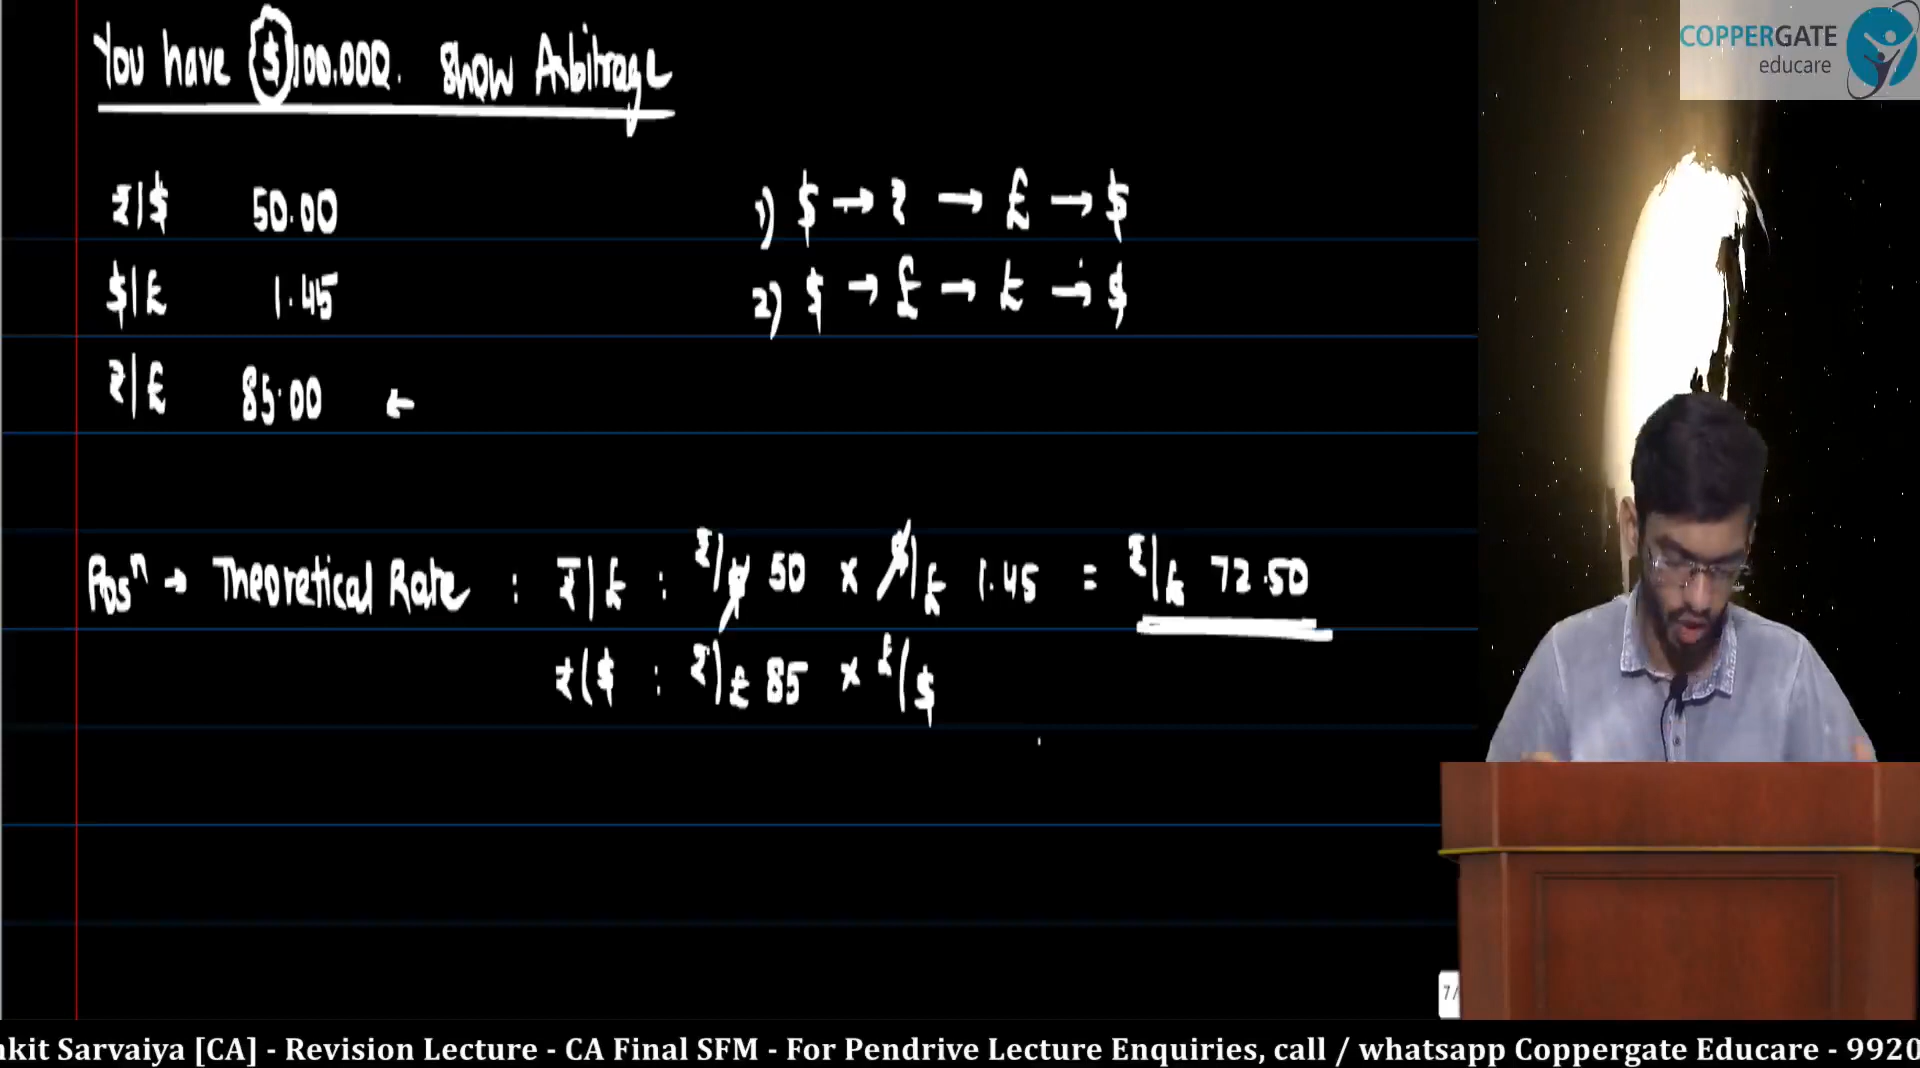 You have $100,000. Show Arbitrage
₹|$ 50.00
$|£ 1.45
₹|£ 85.00 ←
1) $ → ₹ → £ → $
2) $ → £ → ₹ → $
Posⁿ → Theoretical Rate : ₹|£ : ₹|$ 50 × $|£ 1.45 = ₹|£ 72.50
₹|$ : ₹|£ 85 × £|$
COPPERGATE
educare
7/
nkit Sarvaiya [CA] - Revision Lecture - CA Final SFM - For Pendrive Lecture Enquiries, call / whatsapp Coppergate Educare - 9920